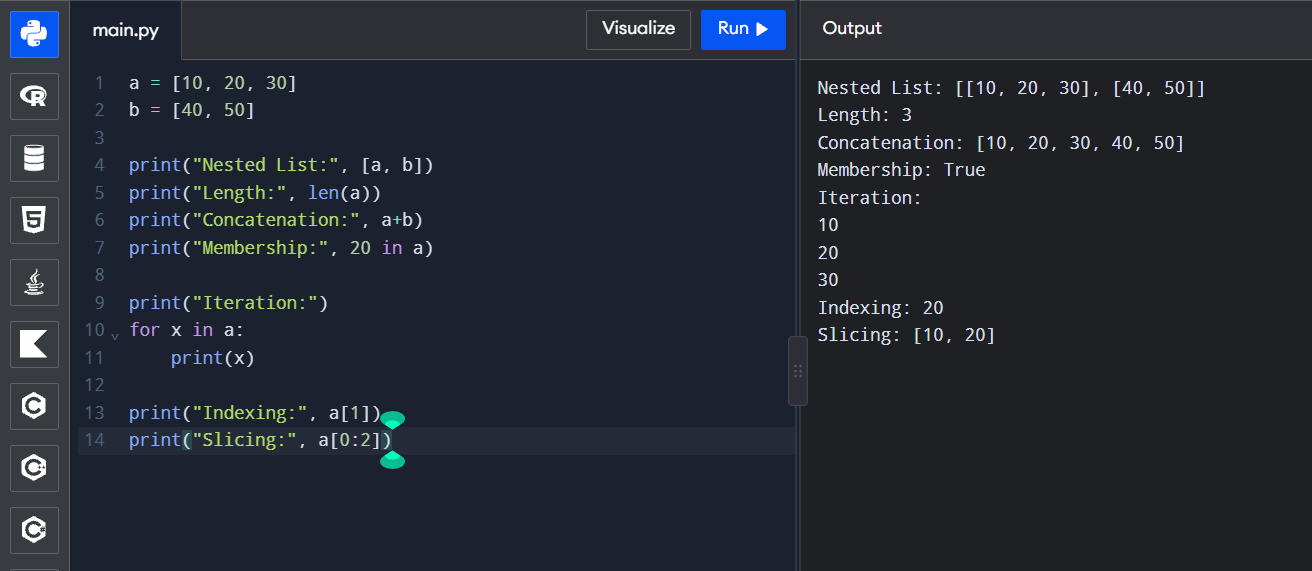 main.py
Visualize
Run
1 a = [10, 20, 30]
2 b = [40, 50]
3
4 print("Nested List:", [a, b])
5 print("Length:", len(a))
6 print("Concatenation:", a+b)
7 print("Membership:", 20 in a)
8
9 print("Iteration:")
10 for x in a:
11     print(x)
12
13 print("Indexing:", a[1])
14 print("Slicing:", a[0:2])
Output
Nested List: [[10, 20, 30], [40, 50]]
Length: 3
Concatenation: [10, 20, 30, 40, 50]
Membership: True
Iteration:
10
20
30
Indexing: 20
Slicing: [10, 20]
R
5
C
C++
C#